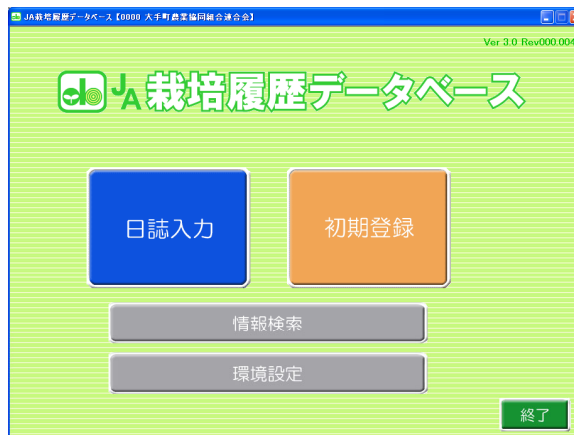 JA栽培履歴データベース【0000 大手町農業協同組合連合会】
Ver 3.0 Rev000.004
JA栽培履歴データベース
日誌入力
初期登録
情報検索
環境設定
終了